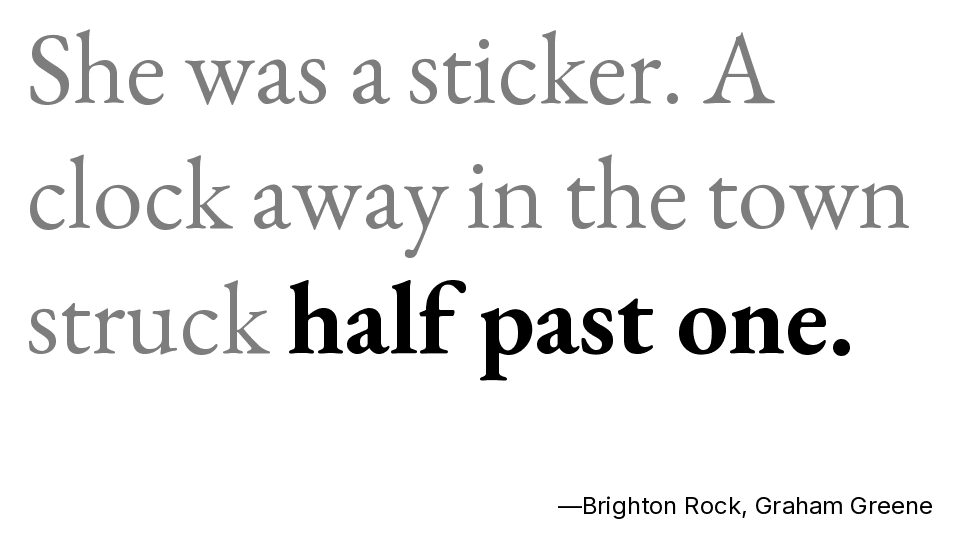 She was a sticker. A
clock away in the town
struck half past one.
—Brighton Rock, Graham Greene